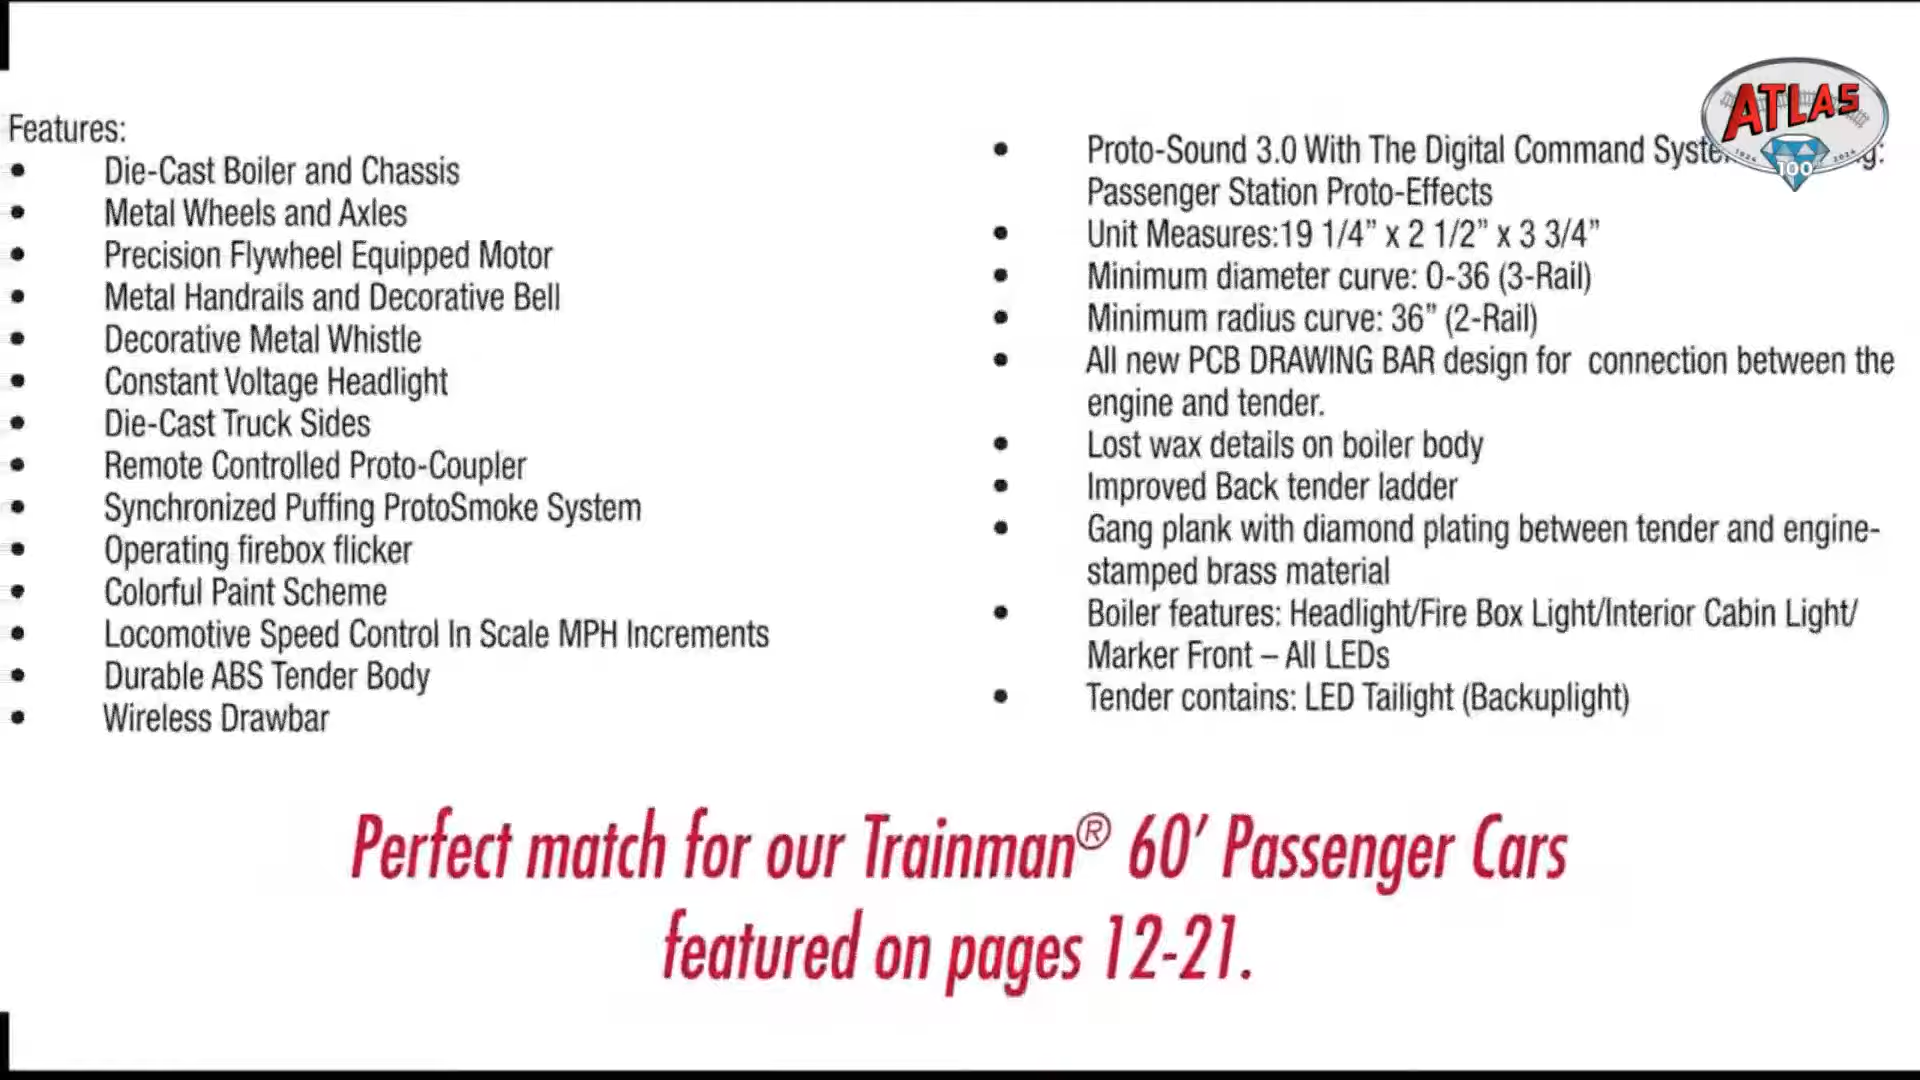 Features:
• Die-Cast Boiler and Chassis
• Metal Wheels and Axles
• Precision Flywheel Equipped Motor
• Metal Handrails and Decorative Bell
• Decorative Metal Whistle
• Constant Voltage Headlight
• Die-Cast Truck Sides
• Remote Controlled Proto-Coupler
• Synchronized Puffing ProtoSmoke System
• Operating firebox flicker
• Colorful Paint Scheme
• Locomotive Speed Control In Scale MPH Increments
• Durable ABS Tender Body
• Wireless Drawbar
• Proto-Sound 3.0 With The Digital Command
Passenger Station Proto-Effects
• Unit Measures:19 1/4” x 2 1/2” x 3 3/4”
• Minimum diameter curve: O-36 (3-Rail)
• Minimum radius curve: 36” (2-Rail)
• All new PCB DRAWING BAR design for connection between the
engine and tender.
• Lost wax details on boiler body
• Improved Back tender ladder
• Gang plank with diamond plating between tender and engine-
stamped brass material
• Boiler features: Headlight/Fire Box Light/Interior Cabin Light/
Marker Front – All LEDs
• Tender contains: LED Tailight (Backuplight)
ATLAS
1924 2024
100
Perfect match for our Trainman® 60’ Passenger Cars
featured on pages 12-21.